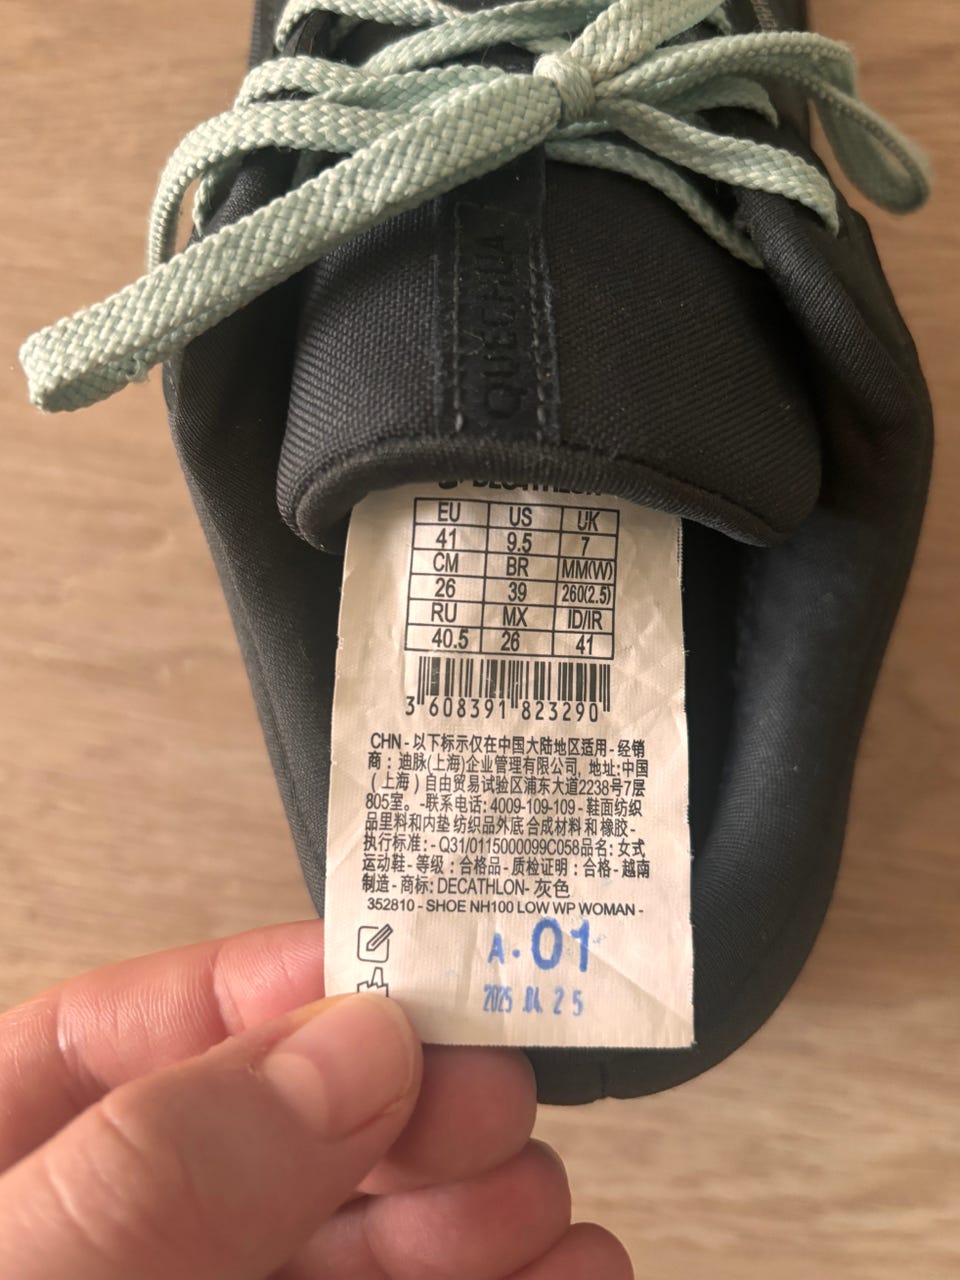 QUECHUA
DECATHLON
EU US UK
41 9.5 7
CM BR MM(W)
26 39 260(2.5)
RU MX ID/IR
40.5 26 41
3 608391 823290
CHN - 以下标示仅在中国大陆地区适用 - 经销
商：迪脉(上海)企业管理有限公司, 地址:中国
(上海) 自由贸易试验区浦东大道2238号7层
805室。-联系电话: 4009-109-109 - 鞋面纺织
品里料和内垫 纺织品外底 合成材料 和 橡胶-
执行标准: - Q31/0115000099C058品名: 女式
运动鞋 - 等级：合格品 - 质检证明：合格 - 越南
制造 - 商标: DECATHLON- 灰色
352810 - SHOE NH100 LOW WP WOMAN -
A·01
2025 .04. 2 5